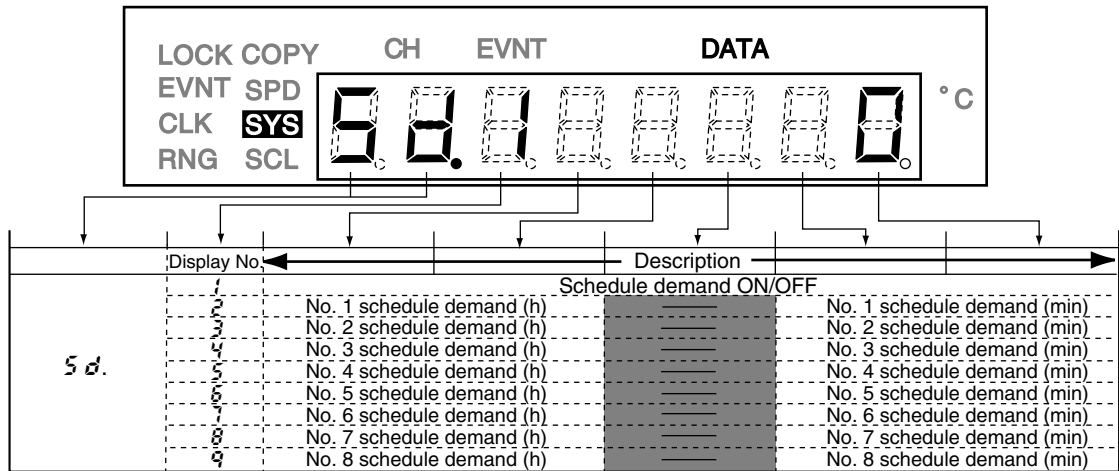 LOCK COPY CH EVNT DATA
EVNT SPD
CLK SYS
RNG SCL
Sd.1 0 °C
Display No. Description
1 Schedule demand ON/OFF
2 No. 1 schedule demand (h) — No. 1 schedule demand (min)
3 No. 2 schedule demand (h) — No. 2 schedule demand (min)
4 No. 3 schedule demand (h) — No. 3 schedule demand (min)
Sd. 5 No. 4 schedule demand (h) — No. 4 schedule demand (min)
6 No. 5 schedule demand (h) — No. 5 schedule demand (min)
7 No. 6 schedule demand (h) — No. 6 schedule demand (min)
8 No. 7 schedule demand (h) — No. 7 schedule demand (min)
9 No. 8 schedule demand (h) — No. 8 schedule demand (min)